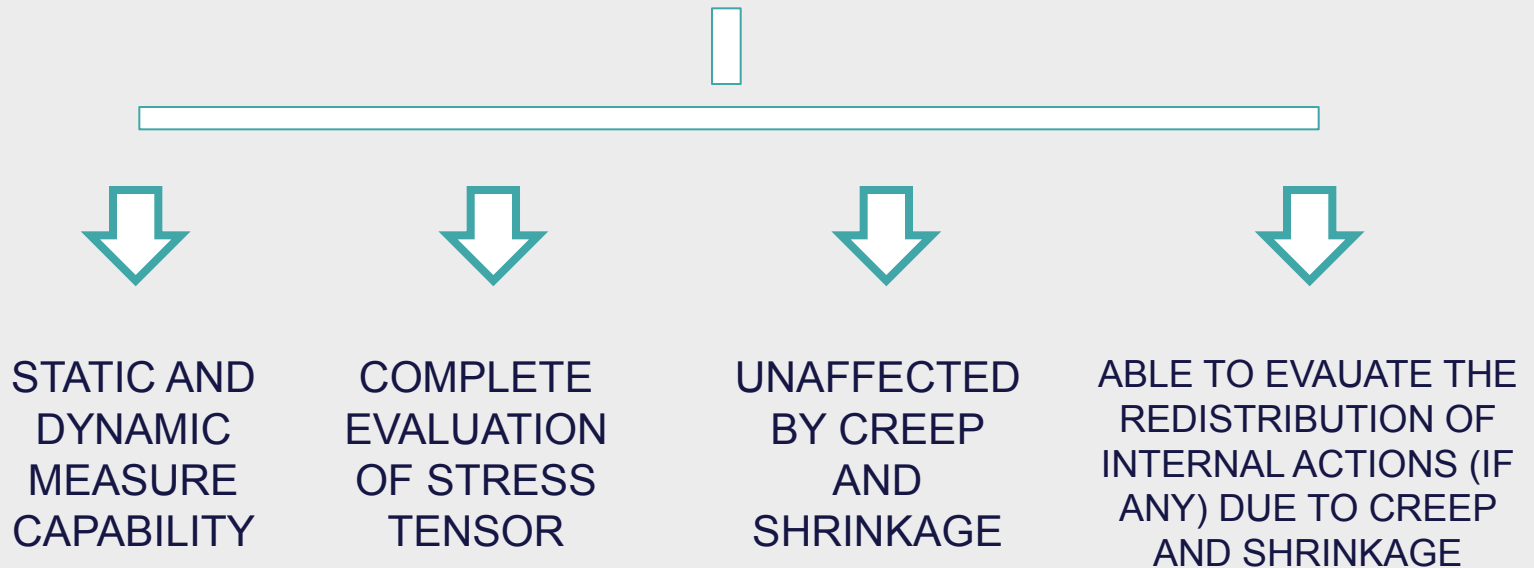 STATIC AND
DYNAMIC
MEASURE
CAPABILITY
COMPLETE
EVALUATION
OF STRESS
TENSOR
UNAFFECTED
BY CREEP
AND
SHRINKAGE
ABLE TO EVAUATE THE
REDISTRIBUTION OF
INTERNAL ACTIONS (IF
ANY) DUE TO CREEP
AND SHRINKAGE